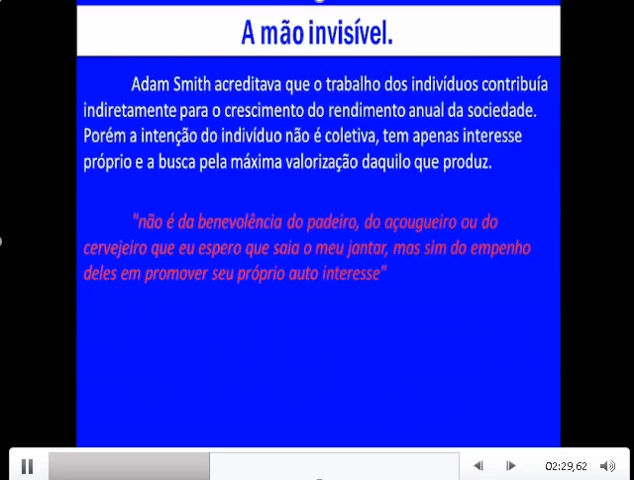 A mão invisível.
Adam Smith acreditava que o trabalho dos indivíduos contribuía
indiretamente para o crescimento do rendimento anual da sociedade.
Porém a intenção do indivíduo não é coletiva, tem apenas interesse
próprio e a busca pela máxima valorização daquilo que produz.
"não é da benevolência do padeiro, do açougueiro ou do
cervejeiro que eu espero que saia o meu jantar, mas sim do empenho
deles em promover seu próprio auto interesse"
02:29,62